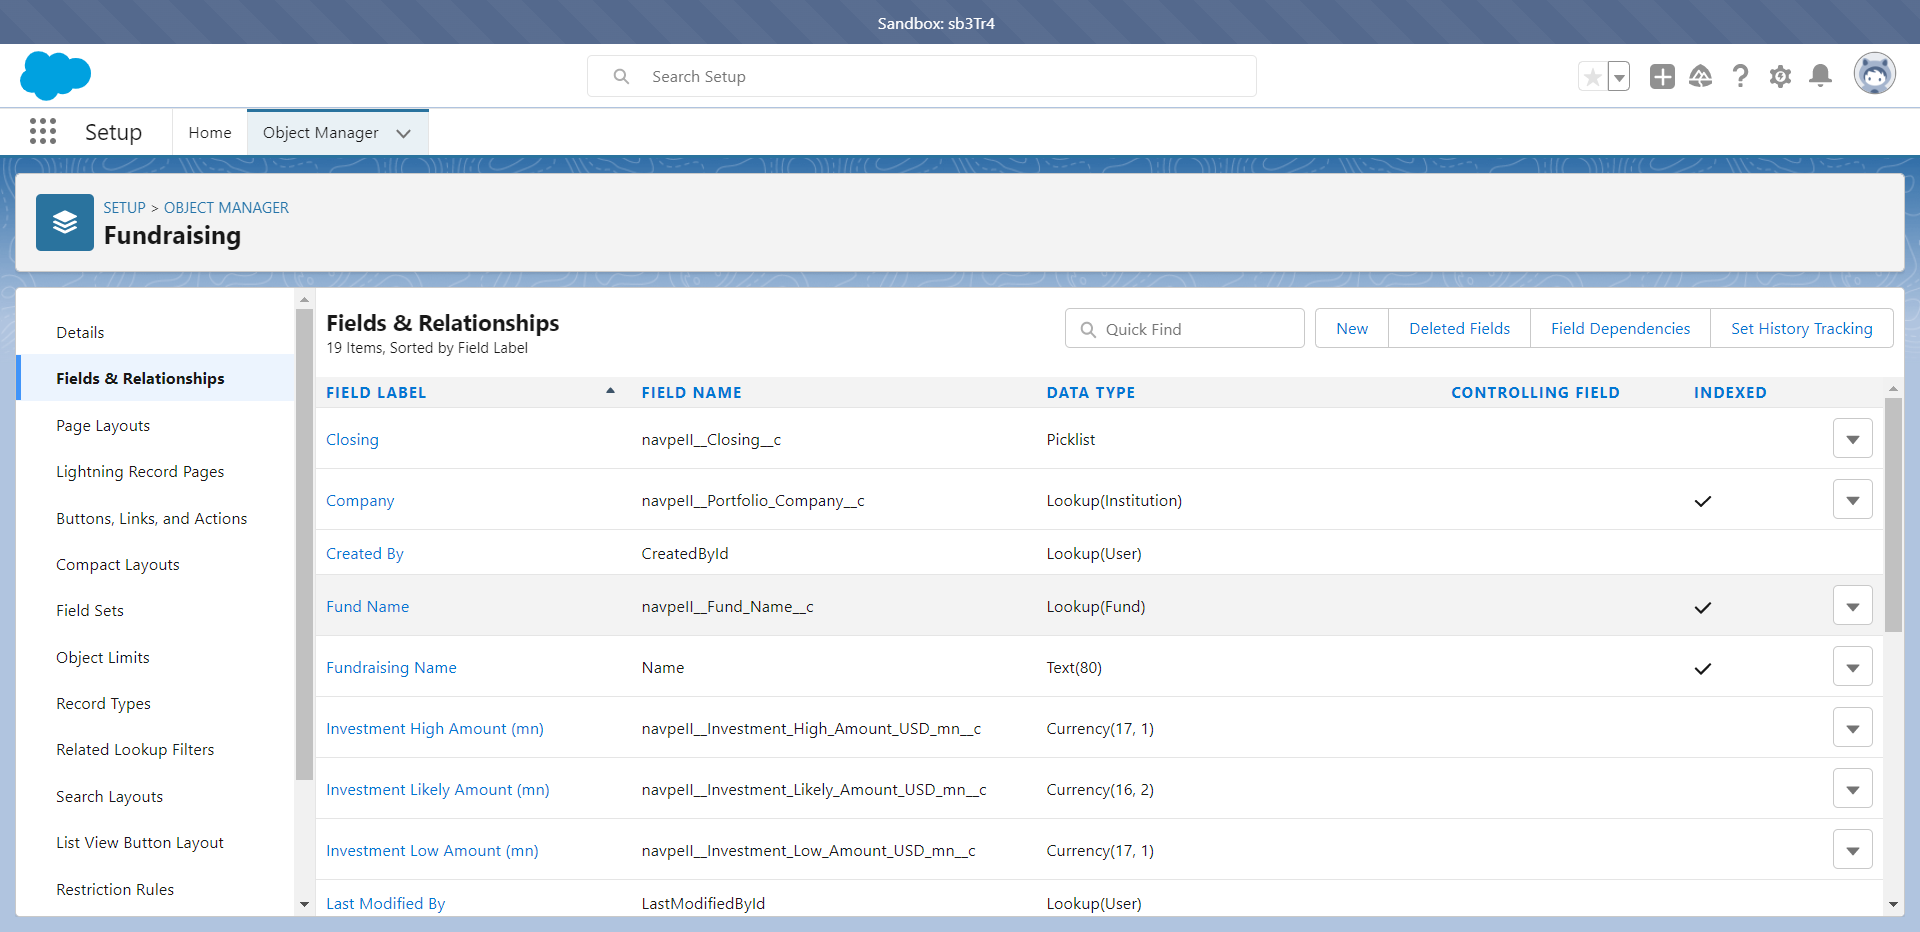 Sandbox: sb3Tr4
Search Setup
Setup
Home
Object Manager
SETUP > OBJECT MANAGER
Fundraising
Details
Fields & Relationships
Page Layouts
Lightning Record Pages
Buttons, Links, and Actions
Compact Layouts
Field Sets
Object Limits
Record Types
Related Lookup Filters
Search Layouts
List View Button Layout
Restriction Rules
Fields & Relationships
19 Items, Sorted by Field Label
Quick Find
New
Deleted Fields
Field Dependencies
Set History Tracking
FIELD LABEL FIELD NAME DATA TYPE CONTROLLING FIELD INDEXED
Closing navpeII__Closing__c Picklist
Company navpeII__Portfolio_Company__c Lookup(Institution)
Created By CreatedById Lookup(User)
Fund Name navpeII__Fund_Name__c Lookup(Fund)
Fundraising Name Name Text(80)
Investment High Amount (mn) navpeII__Investment_High_Amount_USD_mn__c Currency(17, 1)
Investment Likely Amount (mn) navpeII__Investment_Likely_Amount_USD_mn__c Currency(16, 2)
Investment Low Amount (mn) navpeII__Investment_Low_Amount_USD_mn__c Currency(17, 1)
Last Modified By LastModifiedById Lookup(User)